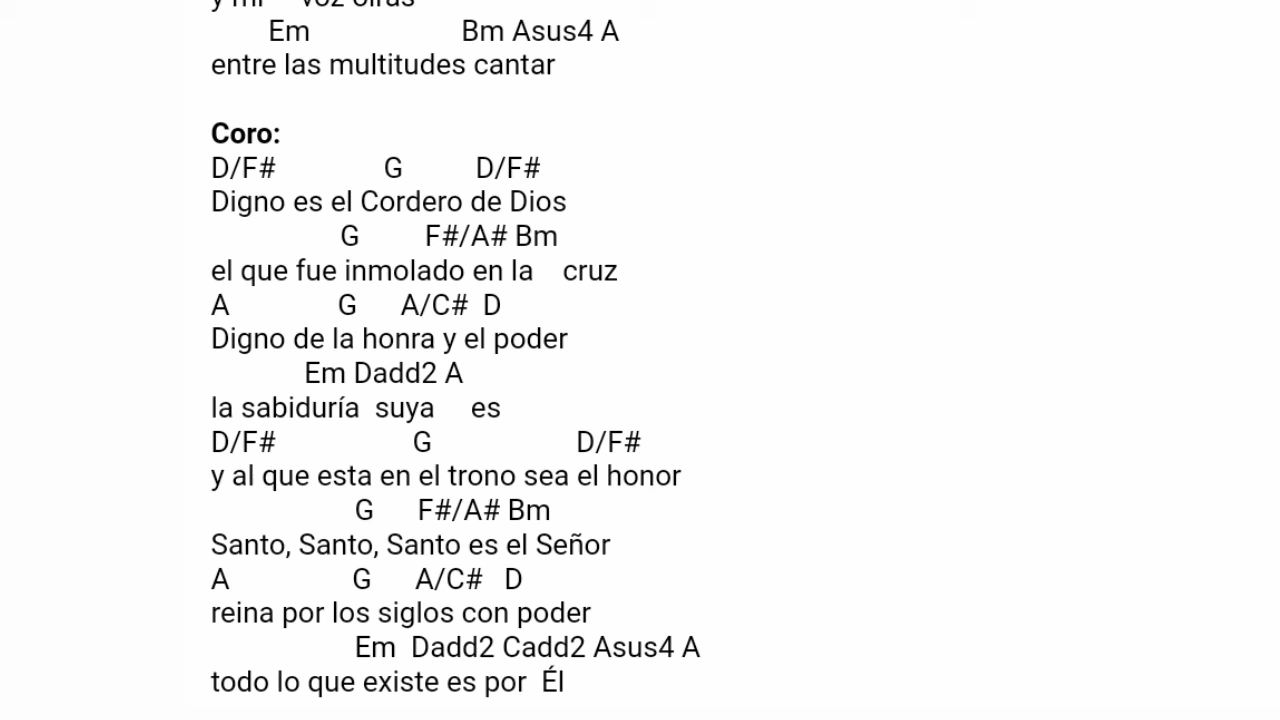 y mi voz oirás
Em Bm Asus4 A
entre las multitudes cantar
Coro:
D/F# G D/F#
Digno es el Cordero de Dios
G F#/A# Bm
el que fue inmolado en la cruz
A G A/C# D
Digno de la honra y el poder
Em Dadd2 A
la sabiduría suya es
D/F# G D/F#
y al que esta en el trono sea el honor
G F#/A# Bm
Santo, Santo, Santo es el Señor
A G A/C# D
reina por los siglos con poder
Em Dadd2 Cadd2 Asus4 A
todo lo que existe es por Él